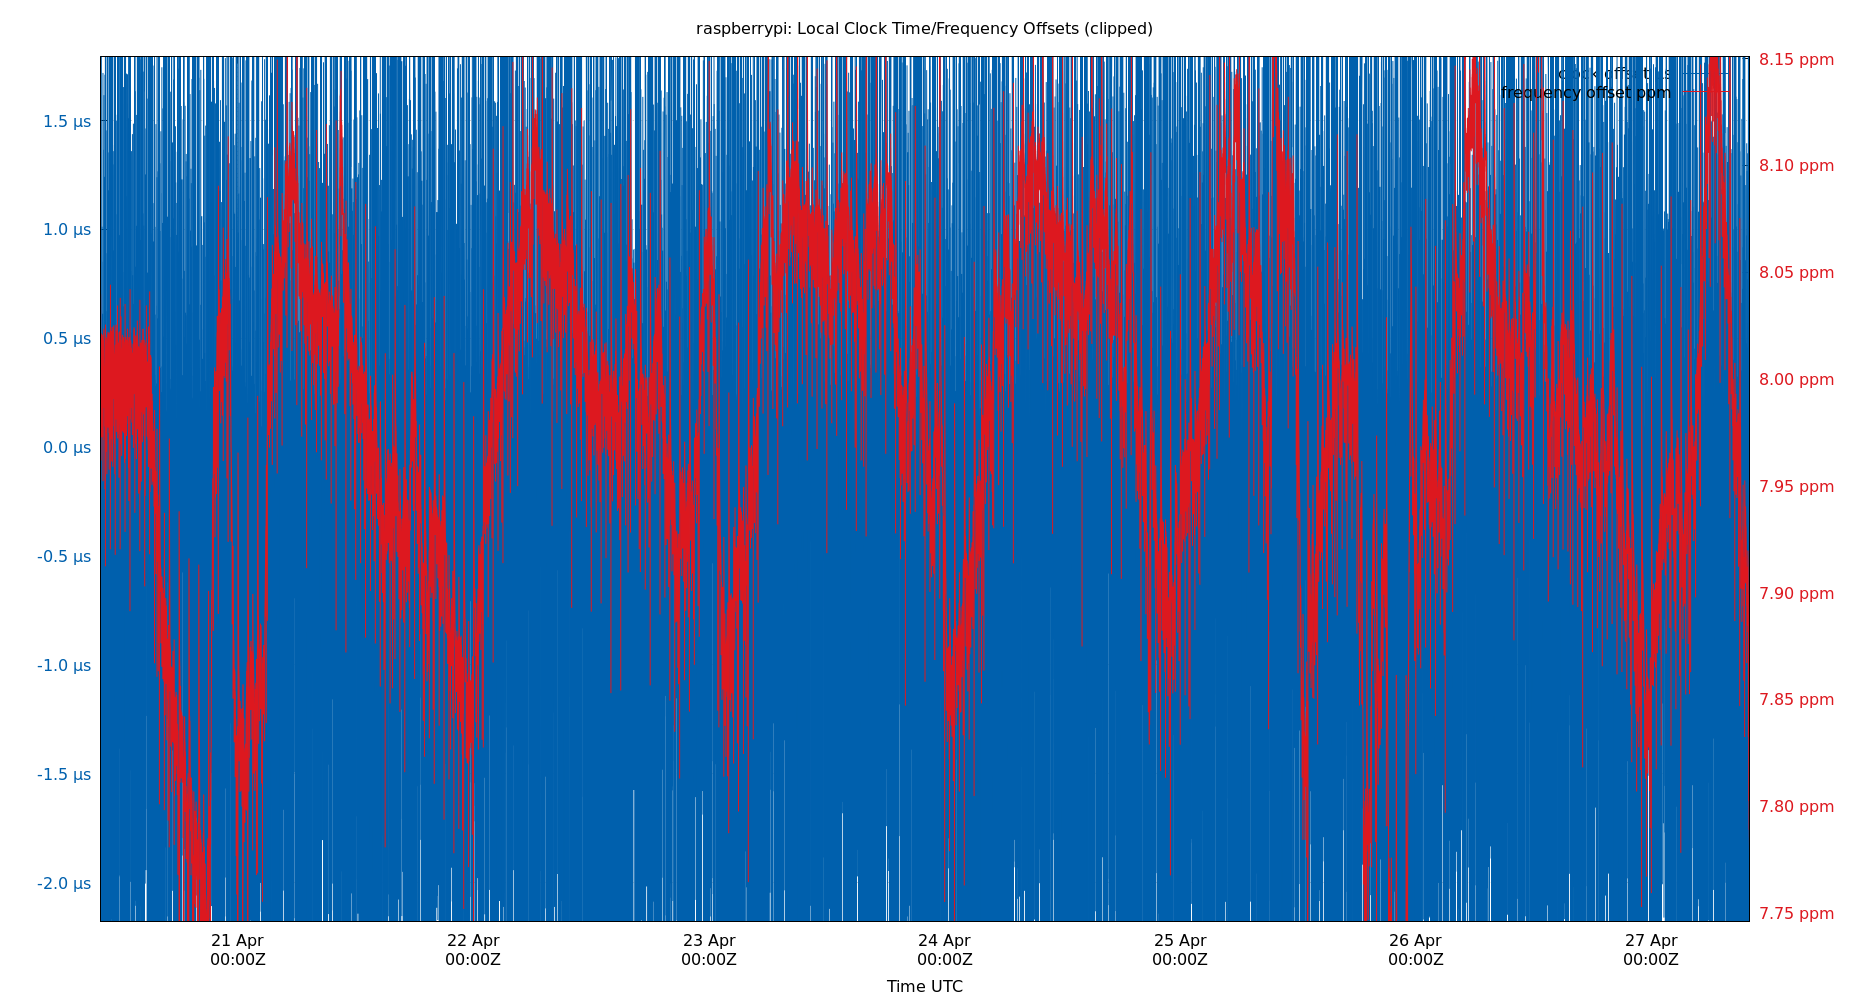 raspberrypi: Local Clock Time/Frequency Offsets (clipped)
clock offset µs
frequency offset ppm
1.5 µs
1.0 µs
0.5 µs
0.0 µs
-0.5 µs
-1.0 µs
-1.5 µs
-2.0 µs
8.15 ppm
8.10 ppm
8.05 ppm
8.00 ppm
7.95 ppm
7.90 ppm
7.85 ppm
7.80 ppm
7.75 ppm
21 Apr 22 Apr 23 Apr 24 Apr 25 Apr 26 Apr 27 Apr
00:00Z 00:00Z 00:00Z 00:00Z 00:00Z 00:00Z 00:00Z
Time UTC